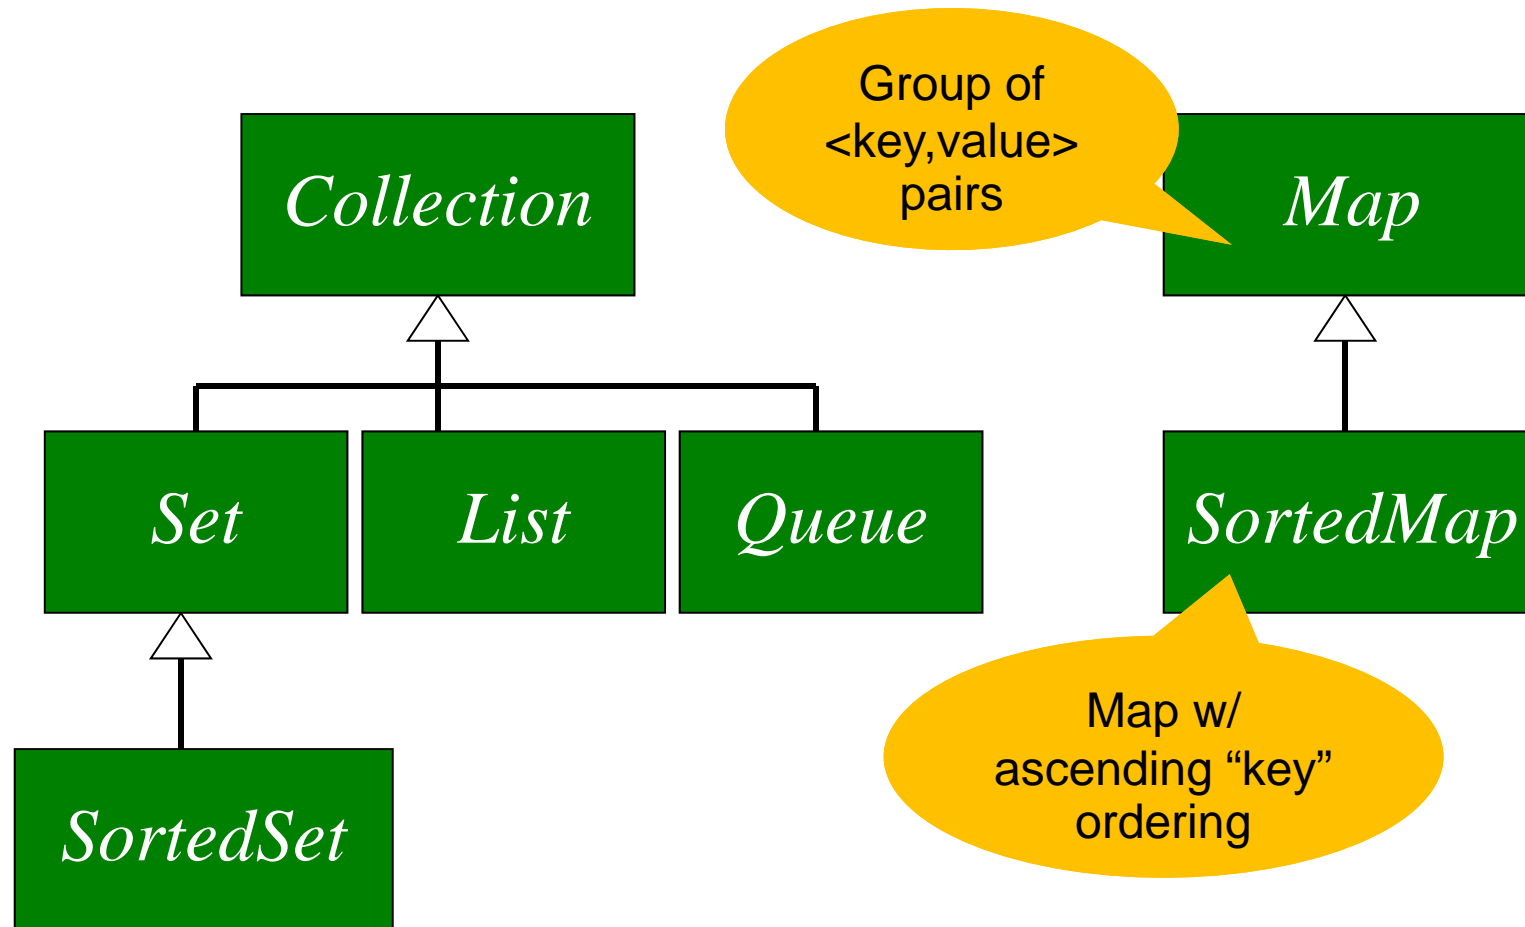 Group of
<key,value>
pairs
Collection
Map
Set
List
Queue
SortedMap
Map w/
ascending “key”
ordering
SortedSet